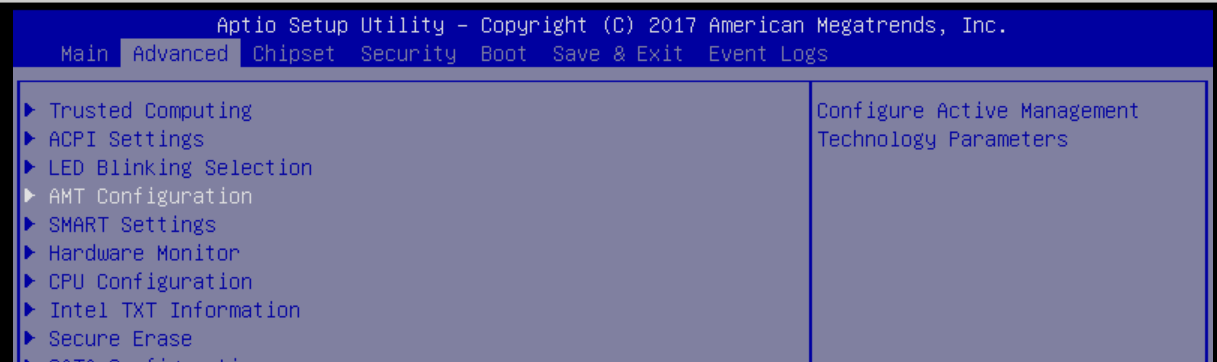 Aptio Setup Utility – Copyright (C) 2017 American Megatrends, Inc.
Main Advanced Chipset Security Boot Save & Exit Event Logs
Trusted Computing
ACPI Settings
LED Blinking Selection
AMT Configuration
SMART Settings
Hardware Monitor
CPU Configuration
Intel TXT Information
Secure Erase
Configure Active Management
Technology Parameters